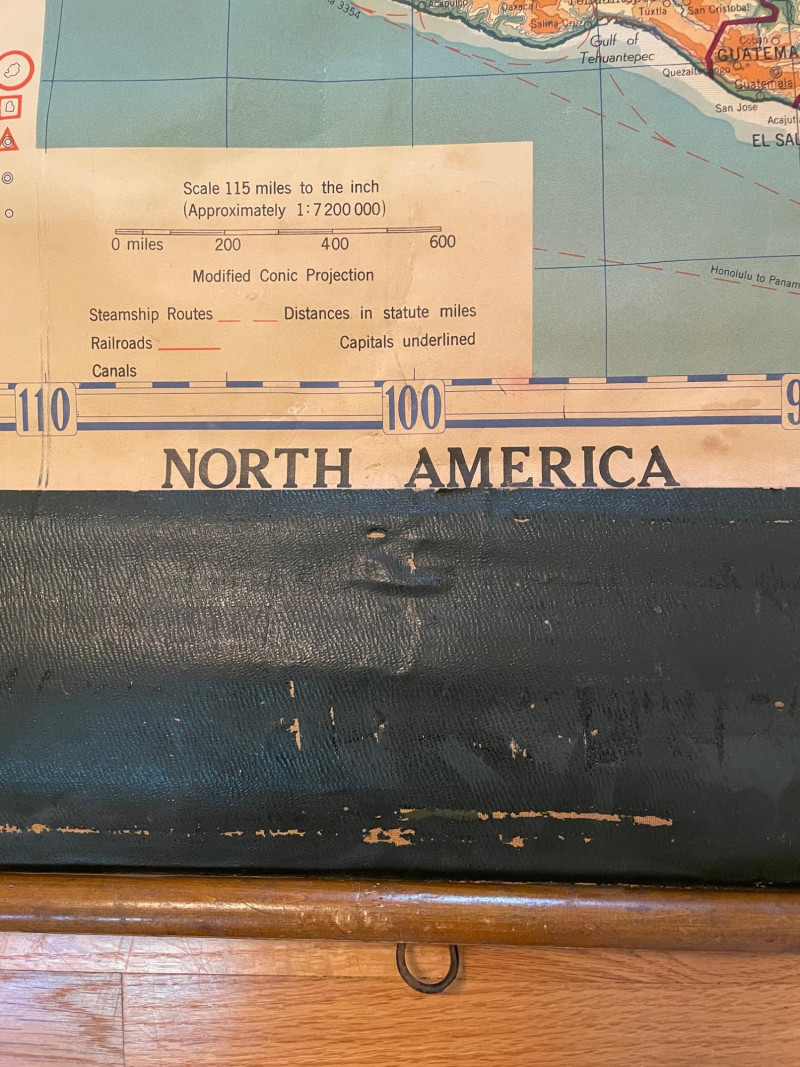 3354
Acapulco
Oaxaca
Tuxtla
San Cristobal
Salina Cruz
Gulf of
Tehuantepec
Coban
GUATEMA
Guatemala
San Jose
Acajut
EL SAL
Scale 115 miles to the inch
(Approximately 1:7 200 000)
0 miles 200 400 600
Modified Conic Projection
Honolulu to Panam
Steamship Routes Distances in statute miles
Railroads Capitals underlined
Canals
110 100 9
NORTH AMERICA